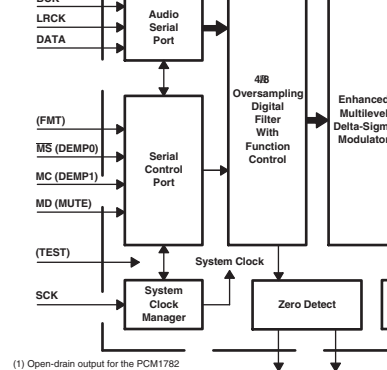 LRCK
DATA
Audio
Serial
Port
(FMT)
MS (DEMP0)
MC (DEMP1)
MD (MUTE)
Serial
Control
Port
Oversampling
Digital
Filter
With
Function
Control
Enhanced
Multilevel
Modulator
(TEST)
System Clock
SCK
System
Clock
Manager
Zero Detect
(1) Open-drain output for the PCM1782